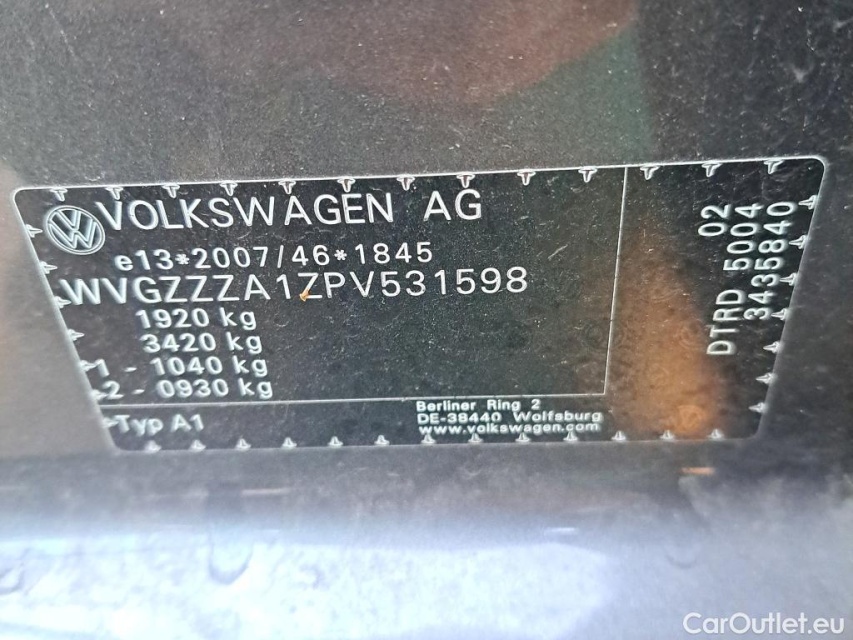 VOLKSWAGEN AG
e13*2007/46*1845
WVGZZZA1ZPV531598
1920 kg
3420 kg
1 - 1040 kg
2 - 0930 kg
Typ A1
Berliner Ring 2
DE-38440 Wolfsburg
www.volkswagen.com
02
DTRD 5004
3435840
CarOutlet.eu